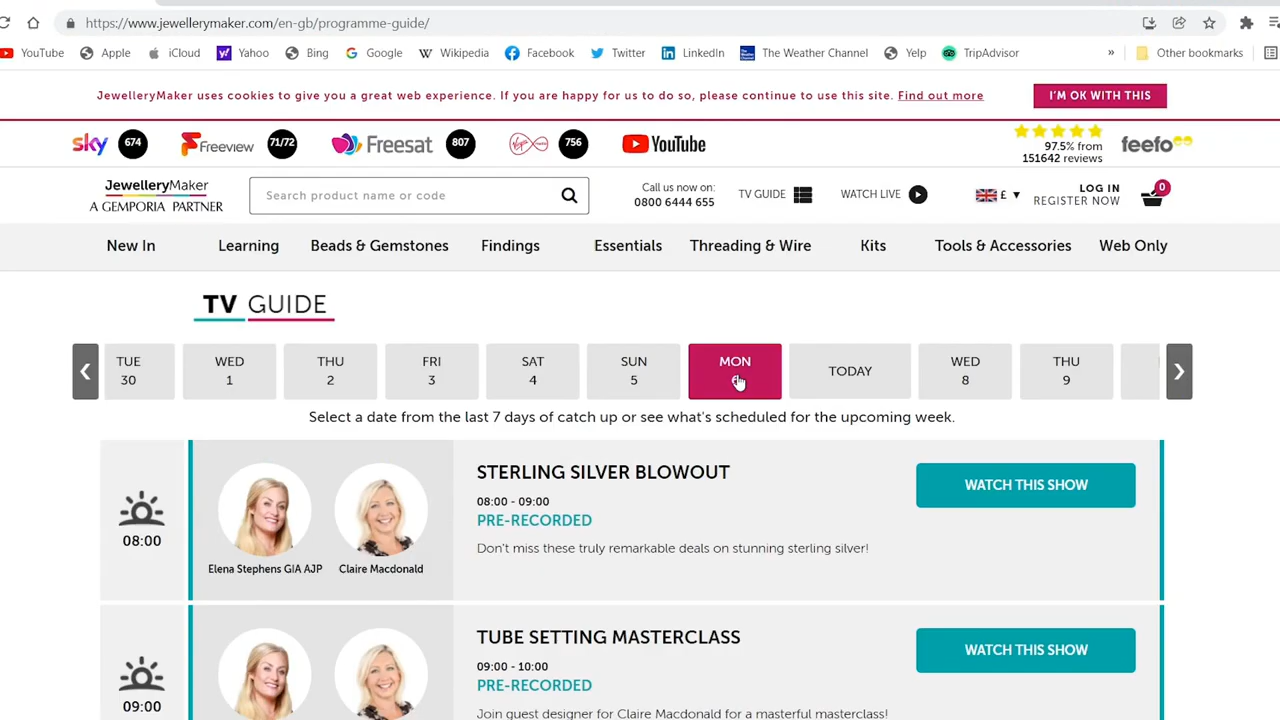 https://www.jewellerymaker.com/en-gb/programme-guide/
YouTube Apple iCloud Yahoo Bing Google Wikipedia Facebook Twitter LinkedIn The Weather Channel Yelp TripAdvisor » Other bookmarks
JewelleryMaker uses cookies to give you a great web experience. If you are happy for us to do so, please continue to use this site. Find out more
I'M OK WITH THIS
sky 674 Freeview 71/72 Freesat 807 756 YouTube
97.5% from
151642 reviews
feefo
JewelleryMaker
A GEMPORIA PARTNER
Search product name or code
Call us now on:
0800 6444 655
TV GUIDE
WATCH LIVE
£ ▼
LOG IN
REGISTER NOW
0
New In Learning Beads & Gemstones Findings Essentials Threading & Wire Kits Tools & Accessories Web Only
TV GUIDE
TUE WED THU FRI SAT SUN MON TODAY WED THU
30 1 2 3 4 5 8 9
Select a date from the last 7 days of catch up or see what's scheduled for the upcoming week.
08:00
Elena Stephens GIA AJP
Claire Macdonald
STERLING SILVER BLOWOUT
08:00 - 09:00
PRE-RECORDED
Don't miss these truly remarkable deals on stunning sterling silver!
WATCH THIS SHOW
09:00
TUBE SETTING MASTERCLASS
09:00 - 10:00
PRE-RECORDED
Join guest designer for Claire Macdonald for a masterful masterclass!
WATCH THIS SHOW